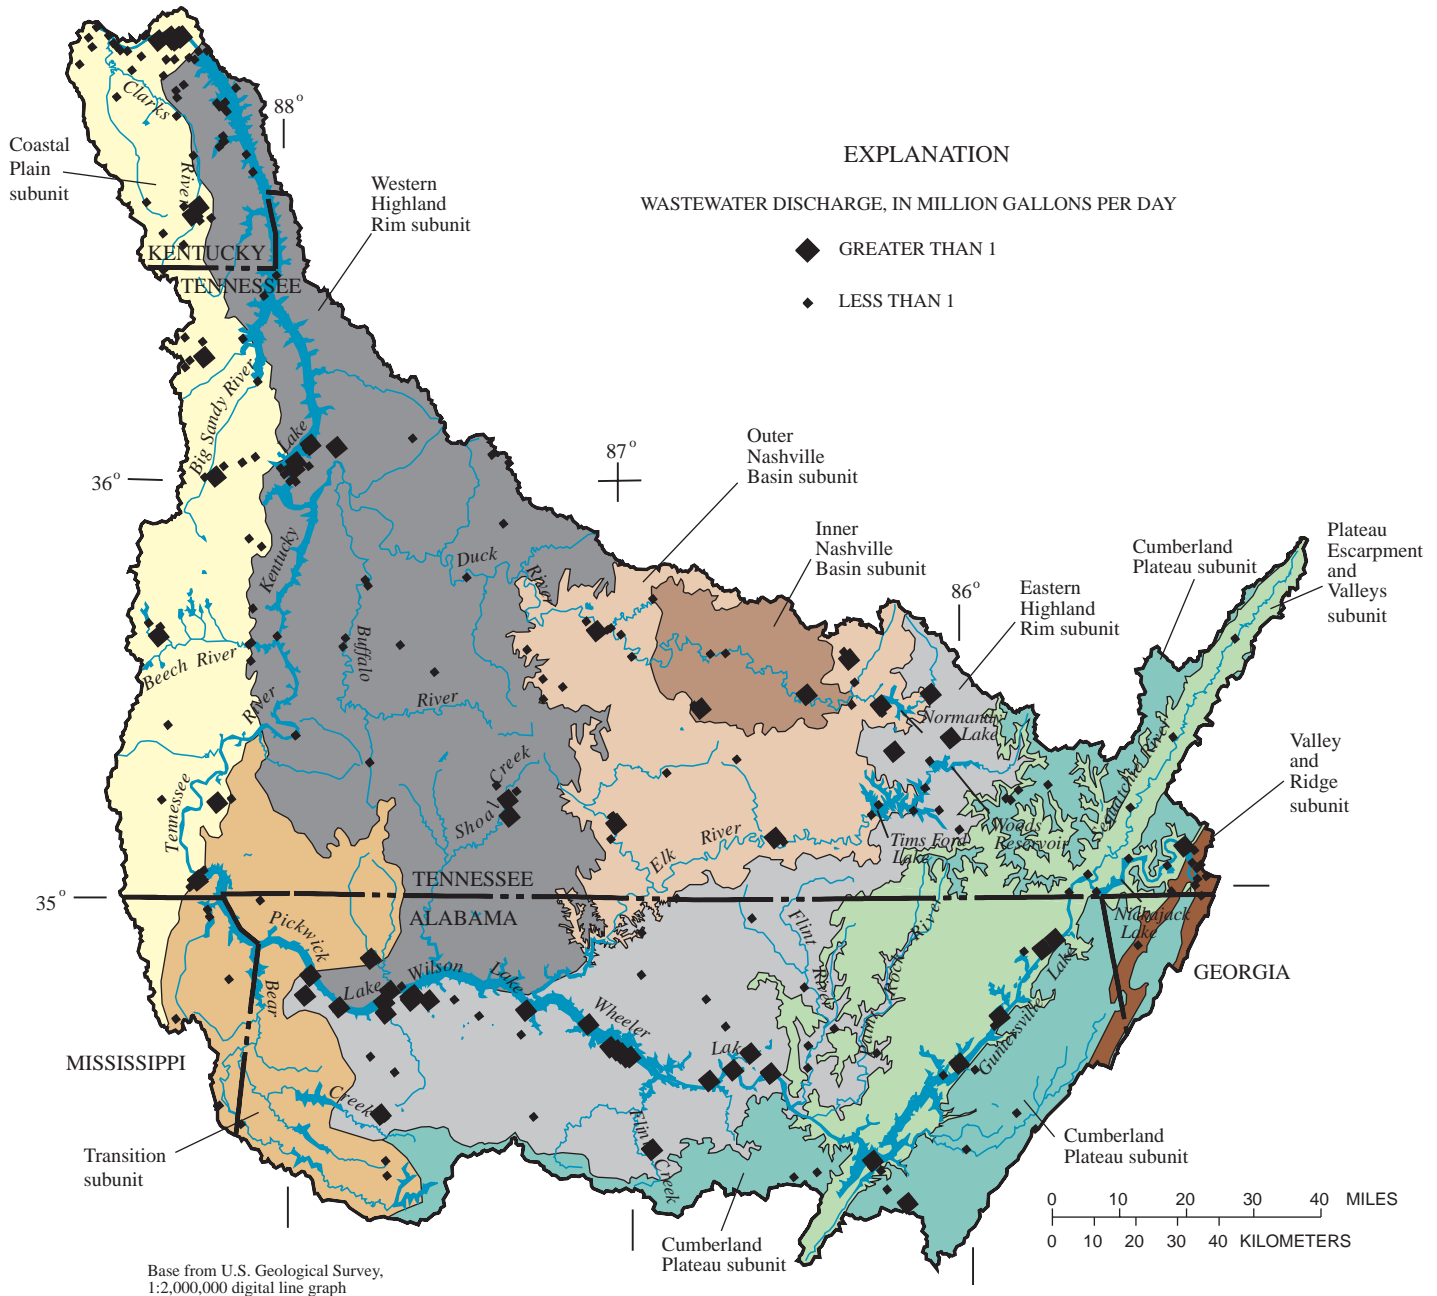 88°
Coastal
Plain
subunit
Clarks
River
Western
Highland
Rim subunit
EXPLANATION
WASTEWATER DISCHARGE, IN MILLION GALLONS PER DAY
GREATER THAN 1
LESS THAN 1
KENTUCKY
TENNESSEE
Big Sandy River
Lake
Kentucky
36°
87°
Outer
Nashville
Basin subunit
Inner
Nashville
Basin subunit
Cumberland
Plateau subunit
Plateau
Escarpment
and
Valleys
subunit
86°
Eastern
Highland
Rim subunit
Duck
River
Buffalo
River
Beech River
River
Tennessee
Normandy
Lake
Sequatchie River
Valley
and
Ridge
subunit
Shoal
Creek
Elk
River
Tims Ford
Lake
Woods
Reservoir
35°
TENNESSEE
ALABAMA
Nickajack
Lake
GEORGIA
Pickwick
Lake
Wilson
Lake
Wheeler
Lak
Flint
River
Paint
Rock
River
Guntersville
Lake
Bear
Creek
MISSISSIPPI
Flint
Creek
Transition
subunit
Cumberland
Plateau subunit
Cumberland
Plateau subunit
0 10 20 30 40 MILES
0 10 20 30 40 KILOMETERS
Base from U.S. Geological Survey,
1:2,000,000 digital line graph